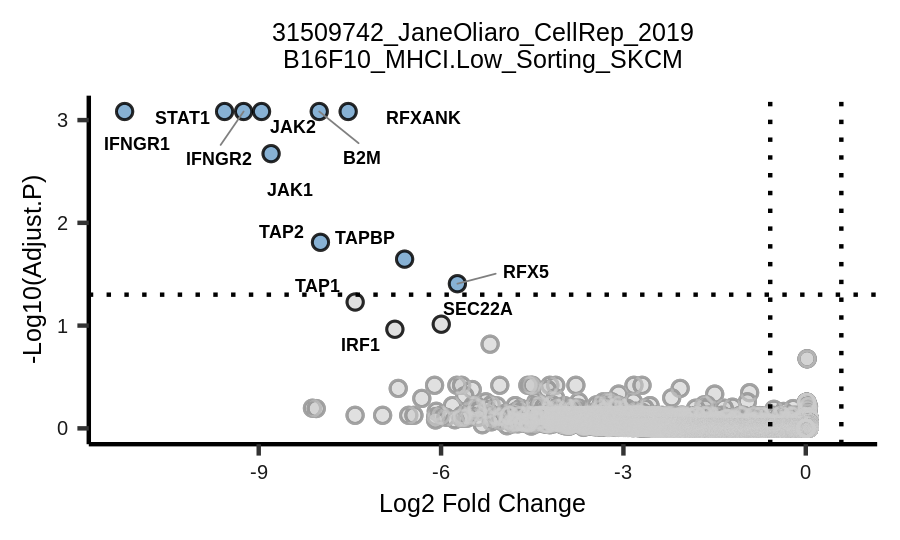 31509742_JaneOliaro_CellRep_2019
B16F10_MHCI.Low_Sorting_SKCM
-Log10(Adjust.P)
3
2
1
0
STAT1
RFXANK
JAK2
IFNGR1
IFNGR2
B2M
JAK1
TAP2
TAPBP
RFX5
TAP1
SEC22A
IRF1
-9
-6
-3
0
Log2 Fold Change